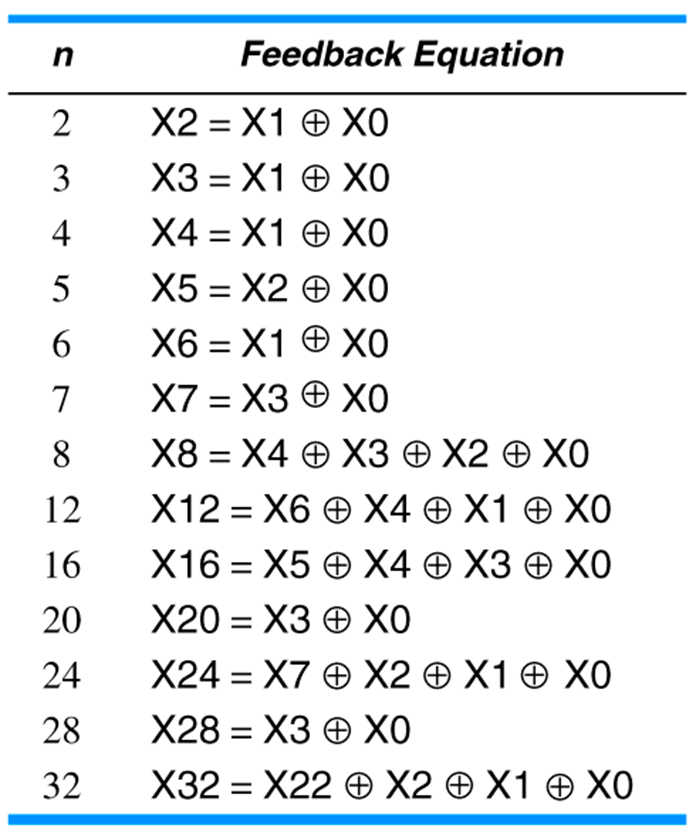 n Feedback Equation
2 X2 = X1 ⊕ X0
3 X3 = X1 ⊕ X0
4 X4 = X1 ⊕ X0
5 X5 = X2 ⊕ X0
6 X6 = X1 ⊕ X0
7 X7 = X3 ⊕ X0
8 X8 = X4 ⊕ X3 ⊕ X2 ⊕ X0
12 X12 = X6 ⊕ X4 ⊕ X1 ⊕ X0
16 X16 = X5 ⊕ X4 ⊕ X3 ⊕ X0
20 X20 = X3 ⊕ X0
24 X24 = X7 ⊕ X2 ⊕ X1 ⊕ X0
28 X28 = X3 ⊕ X0
32 X32 = X22 ⊕ X2 ⊕ X1 ⊕ X0